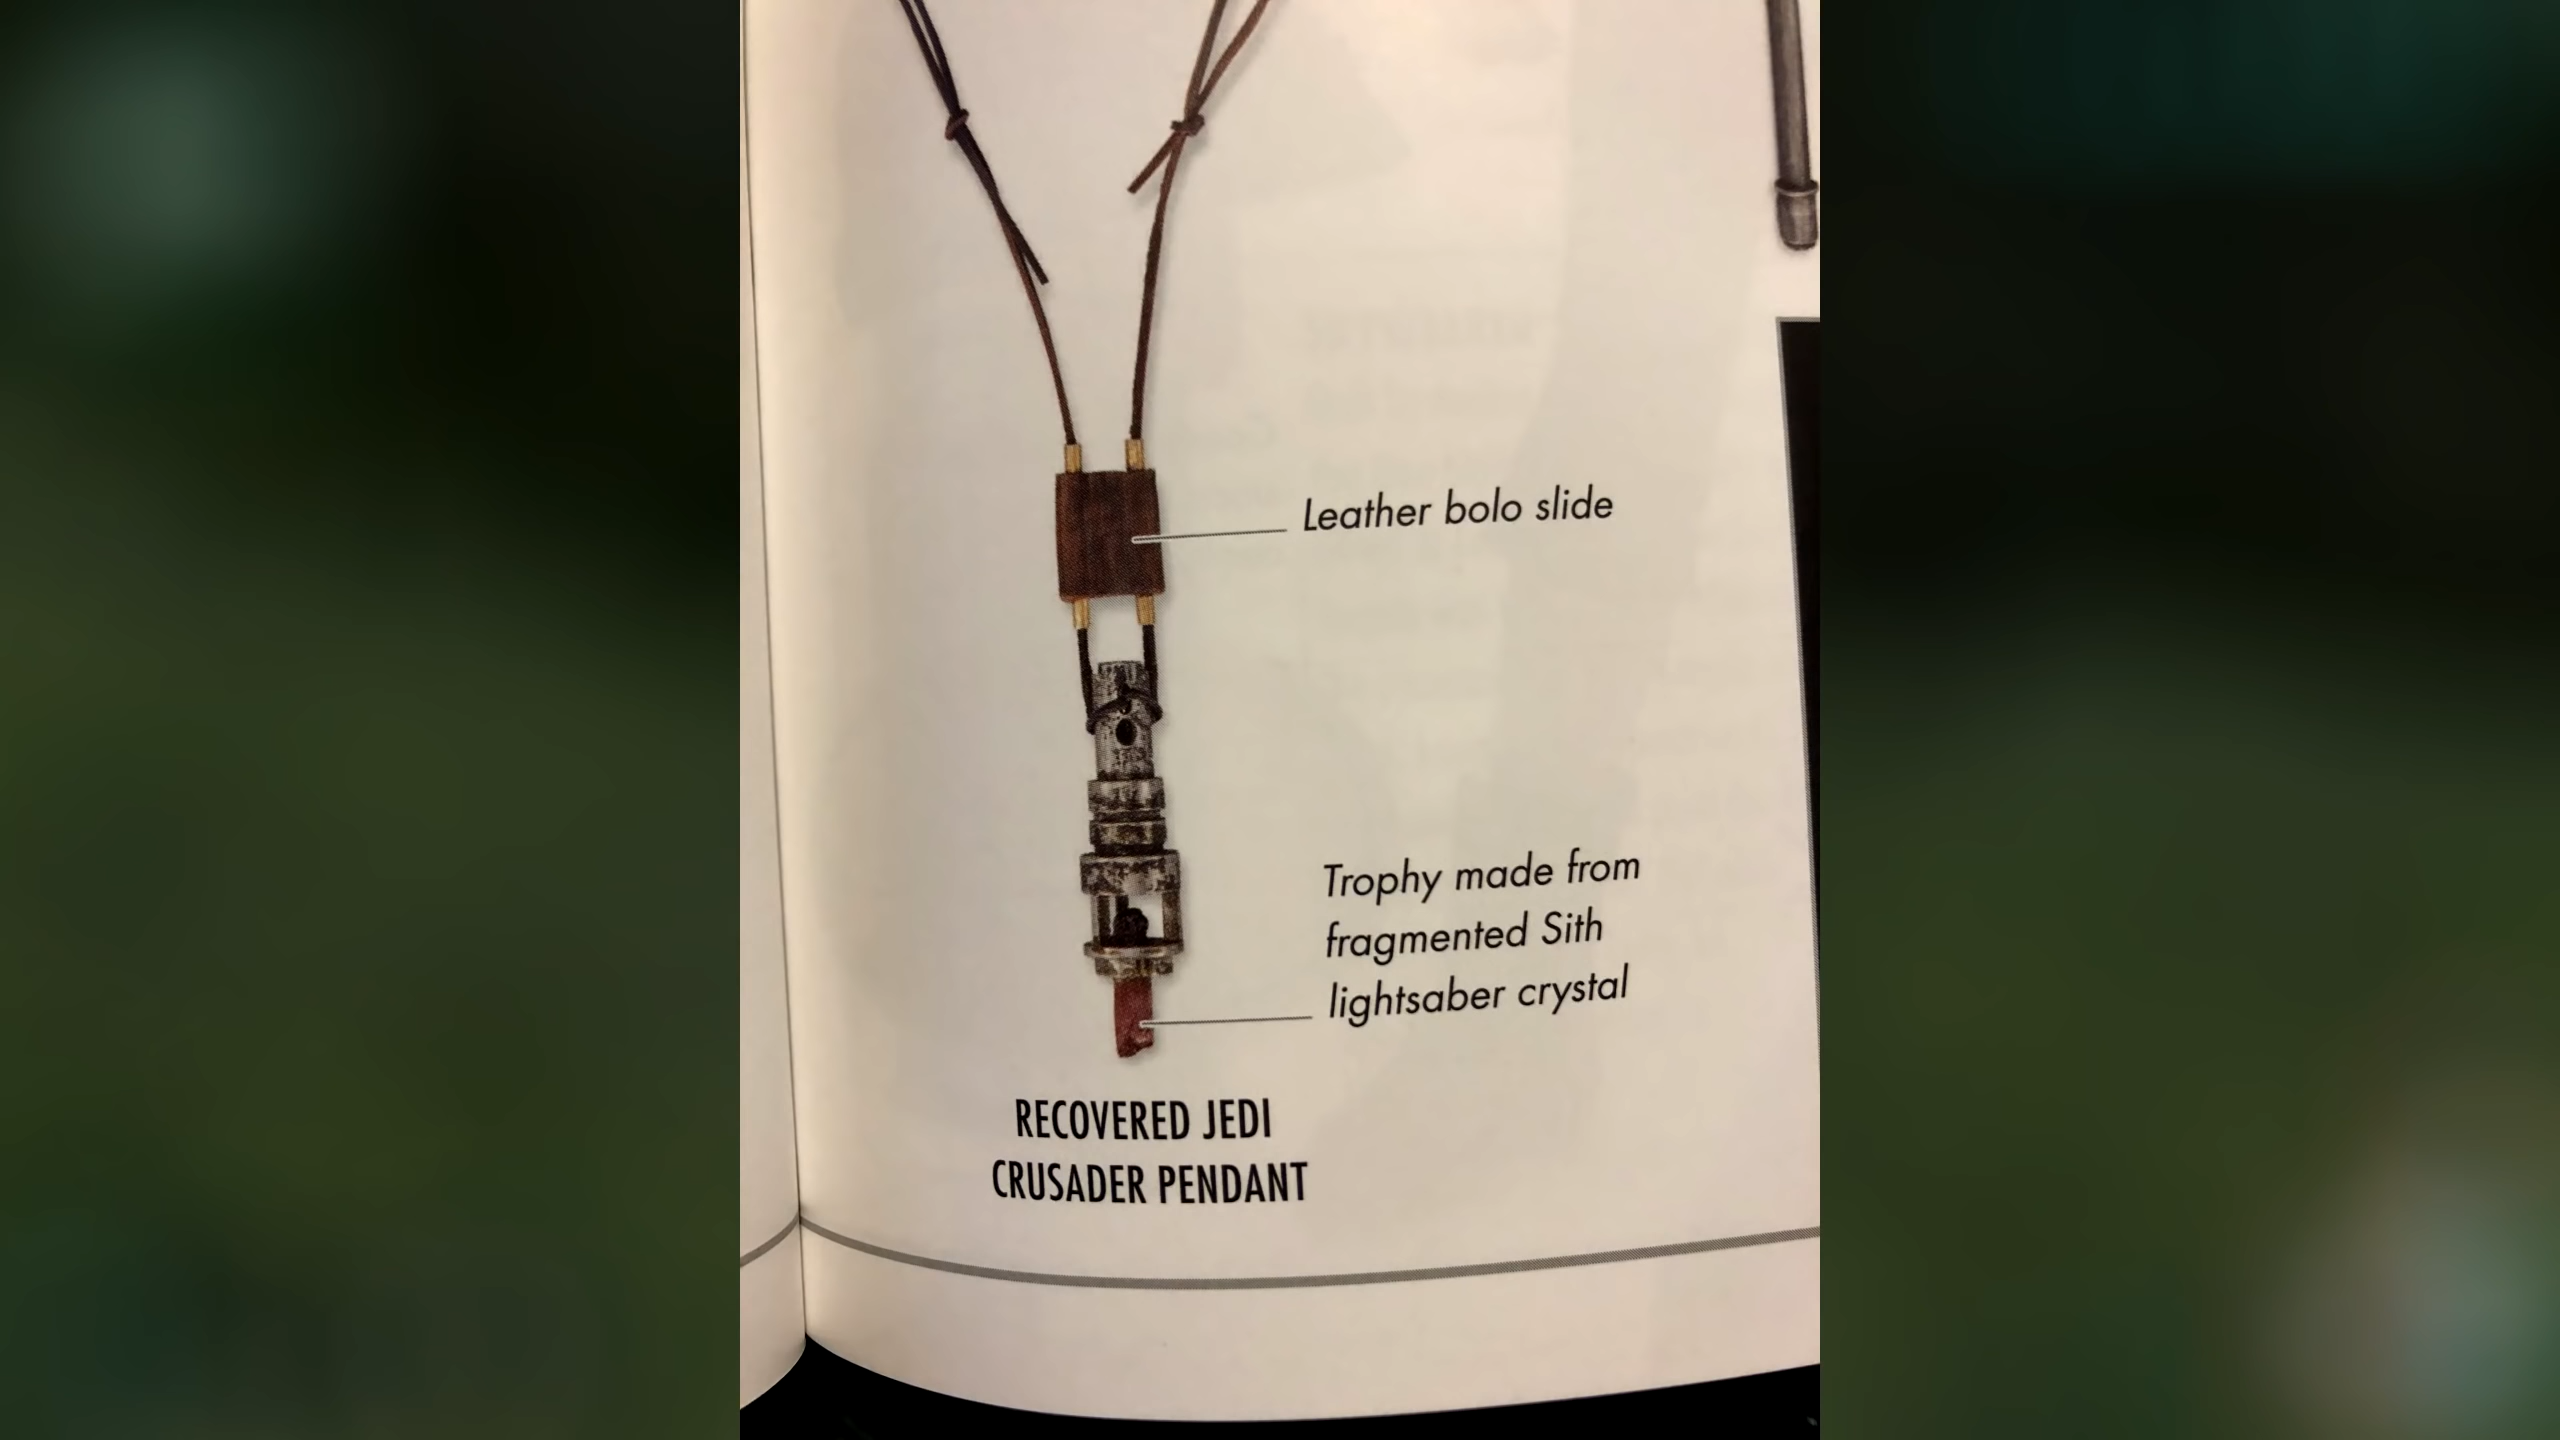 Leather bolo slide
Trophy made from
fragmented Sith
lightsaber crystal
RECOVERED JEDI
CRUSADER PENDANT